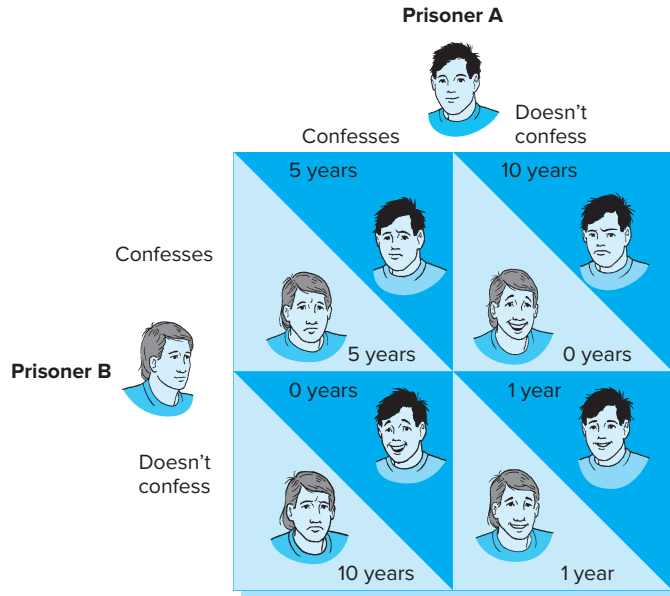 Prisoner A
Confesses
Doesn't
confess
5 years
10 years
Confesses
5 years
0 years
Prisoner B
0 years
1 year
Doesn't
confess
10 years
1 year